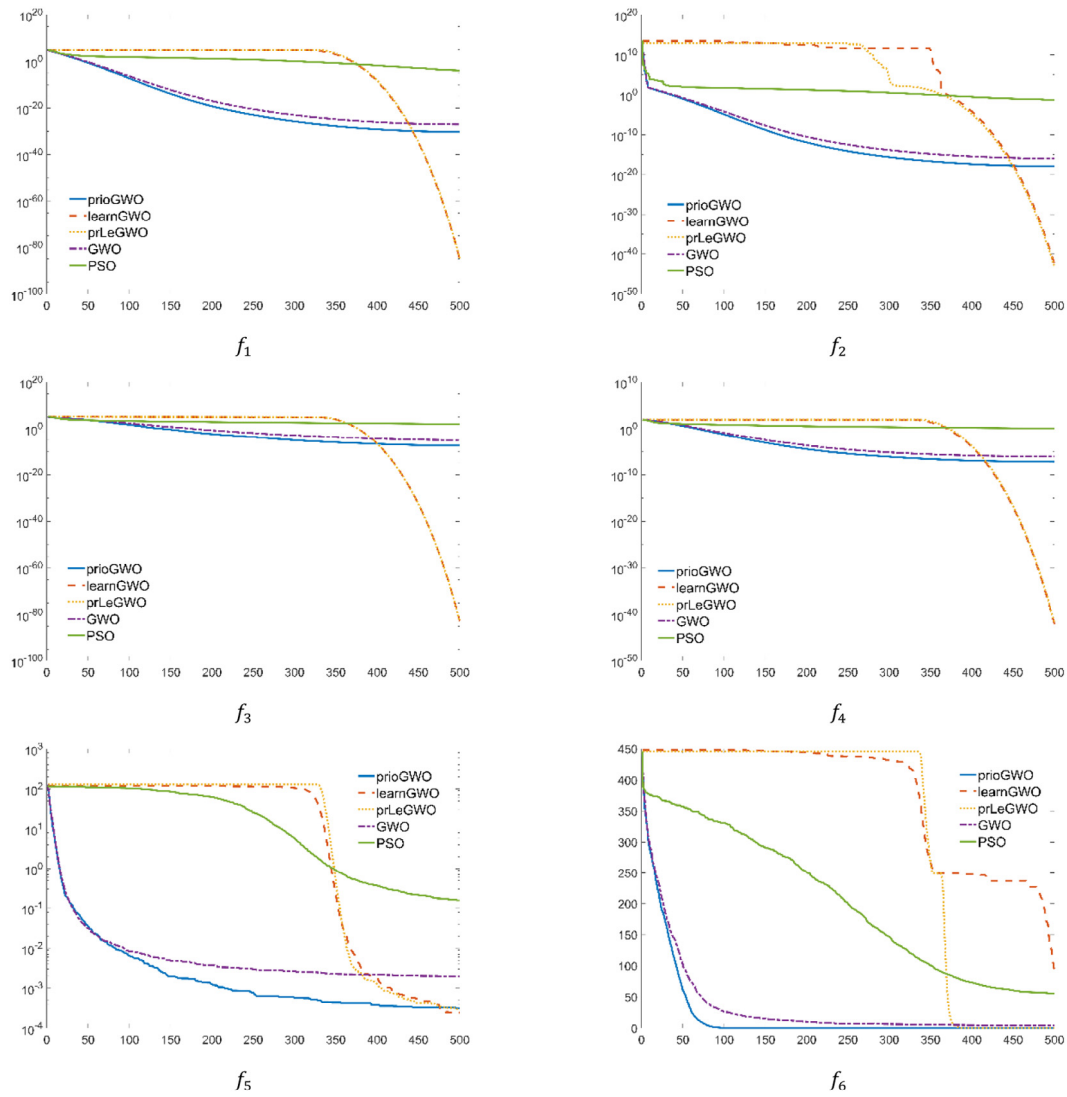 10^20
10^0
10^-20
10^-40
10^-60
10^-80
10^-100
prioGWO
learnGWO
prLeGWO
GWO
PSO
0 50 100 150 200 250 300 350 400 450 500
f1
10^20
10^10
10^0
10^-10
10^-20
10^-30
10^-40
10^-50
prioGWO
learnGWO
prLeGWO
GWO
PSO
0 50 100 150 200 250 300 350 400 450 500
f2
10^20
10^0
10^-20
10^-40
10^-60
10^-80
10^-100
prioGWO
learnGWO
prLeGWO
GWO
PSO
0 50 100 150 200 250 300 350 400 450 500
f3
10^10
10^0
10^-10
10^-20
10^-30
10^-40
10^-50
prioGWO
learnGWO
prLeGWO
GWO
PSO
0 50 100 150 200 250 300 350 400 450 500
f4
10^3
10^2
10^1
10^0
10^-1
10^-2
10^-3
10^-4
prioGWO
learnGWO
prLeGWO
GWO
PSO
0 50 100 150 200 250 300 350 400 450 500
f5
450
400
350
300
250
200
150
100
50
0
prioGWO
learnGWO
prLeGWO
GWO
PSO
0 50 100 150 200 250 300 350 400 450 500
f6